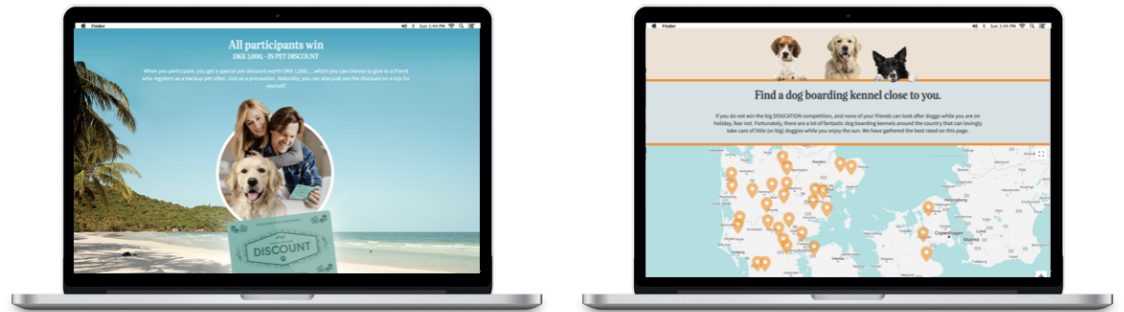 Finder
Sun 1:44 PM
All participants win
DKK 1,000.- IN PET DISCOUNT
When you participate, you get a special pet discount worth DKK 1,000. -, which you can choose to give to a friend
who registers as a backup pet sitter. Just as a precaution. Naturally, you can also just use the discount on a trip for
yourself!
DISCOUNT
Finder
Sun 1:44 PM
Find a dog boarding kennel close to you.
If you do not win the big DOGCATION competition, and none of your friends can look after doggo while you are on
holiday, fear not. Fortunately, there are a lot of fantastic dog boarding kennels around the country that can lovingly
take care of little (or big) doggies while you enjoy the sun. We have gathered the best rated on this page.
Helsingborg
Copenhagen
Malmö